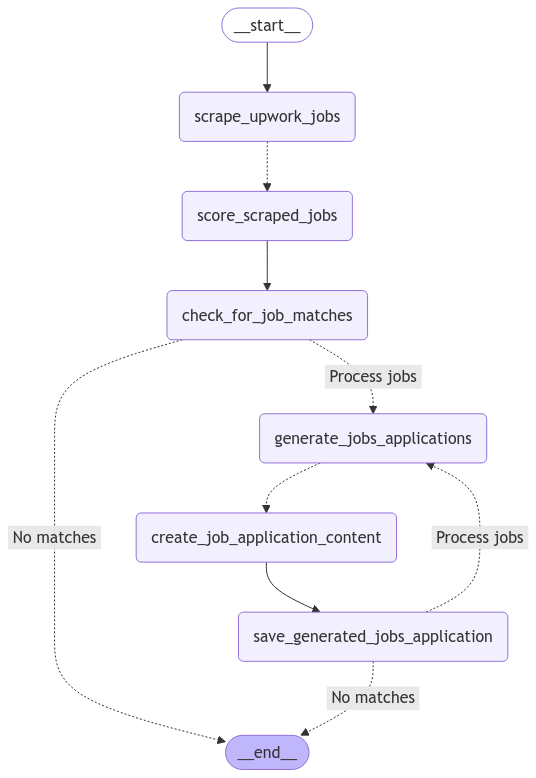 __start__
scrape_upwork_jobs
score_scraped_jobs
check_for_job_matches
Process jobs
generate_jobs_applications
No matches
create_job_application_content
Process jobs
save_generated_jobs_application
No matches
__end__